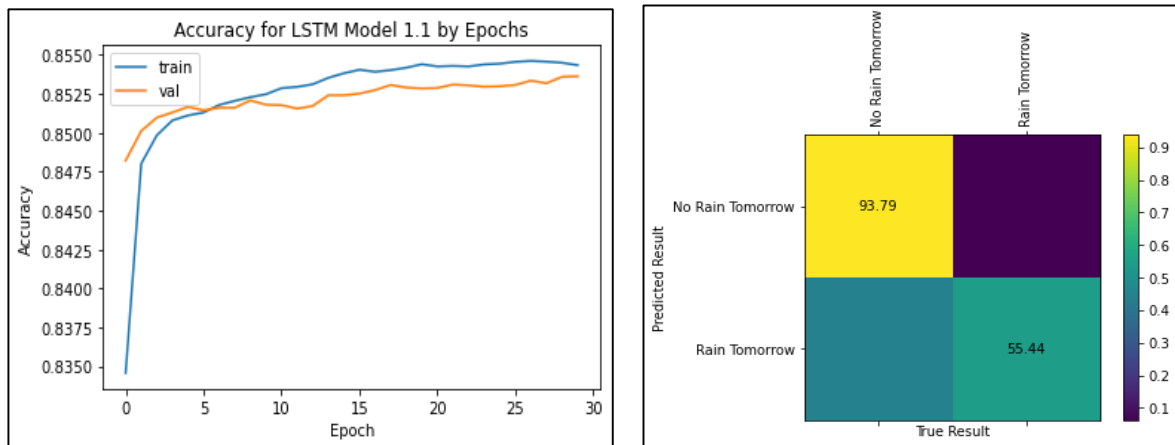 Accuracy for LSTM Model 1.1 by Epochs
train
val
0.8550
0.8525
0.8500
0.8475
0.8450
0.8425
0.8400
0.8375
0.8350
Accuracy
0 5 10 15 20 25 30
Epoch
No Rain Tomorrow
Rain Tomorrow
No Rain Tomorrow
93.79
Rain Tomorrow
55.44
Predicted Result
True Result
0.9
0.8
0.7
0.6
0.5
0.4
0.3
0.2
0.1